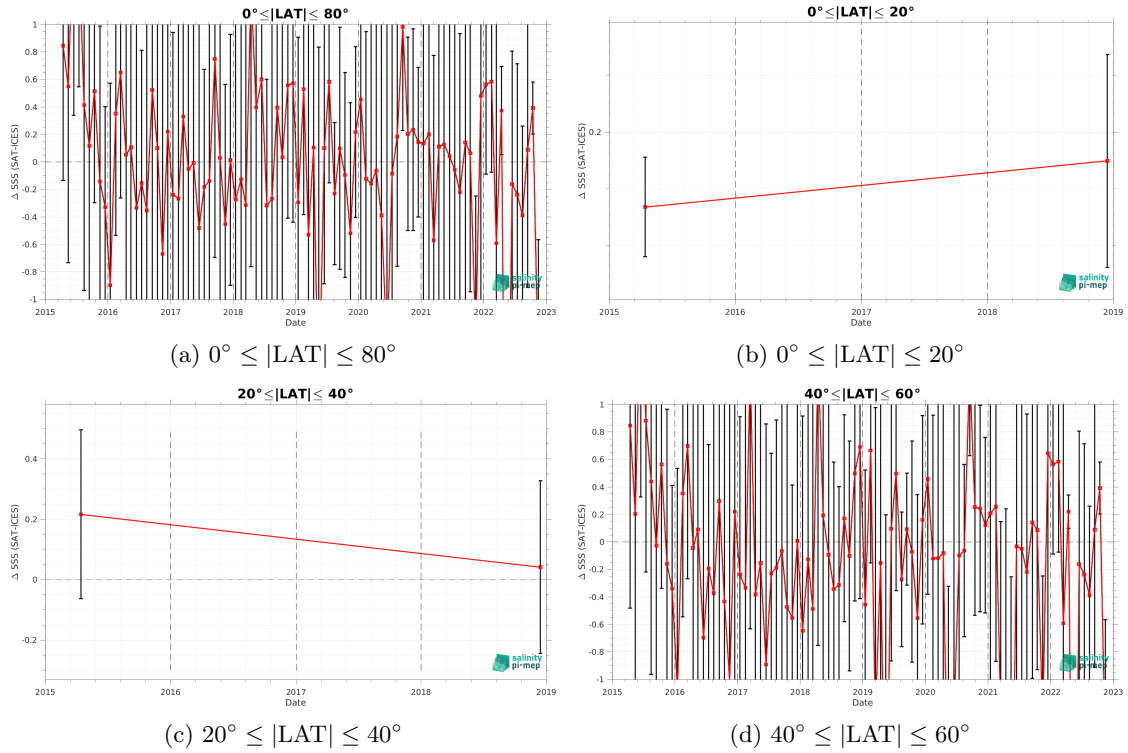 0°≤|LAT|≤ 80°
Δ SSS (SAT-ICES)
1
0.8
0.6
0.4
0.2
0
-0.2
-0.4
-0.6
-0.8
-1
2015 2016 2017 2018 2019 2020 2021 2022 2023
Date
salinity
pi-mep
(a) 0° ≤ |LAT| ≤ 80°
0°≤|LAT|≤ 20°
Δ SSS (SAT-ICES)
0.2
2015 2016 2017 2018 2019
Date
salinity
pi-mep
(b) 0° ≤ |LAT| ≤ 20°
20°≤|LAT|≤ 40°
Δ SSS (SAT-ICES)
0.4
0.2
0
-0.2
2015 2016 2017 2018 2019
Date
salinity
pi-mep
(c) 20° ≤ |LAT| ≤ 40°
40°≤|LAT|≤ 60°
Δ SSS (SAT-ICES)
1
0.8
0.6
0.4
0.2
0
-0.2
-0.4
-0.6
-0.8
-1
2015 2016 2017 2018 2019 2020 2021 2022 2023
Date
salinity
pi-mep
(d) 40° ≤ |LAT| ≤ 60°